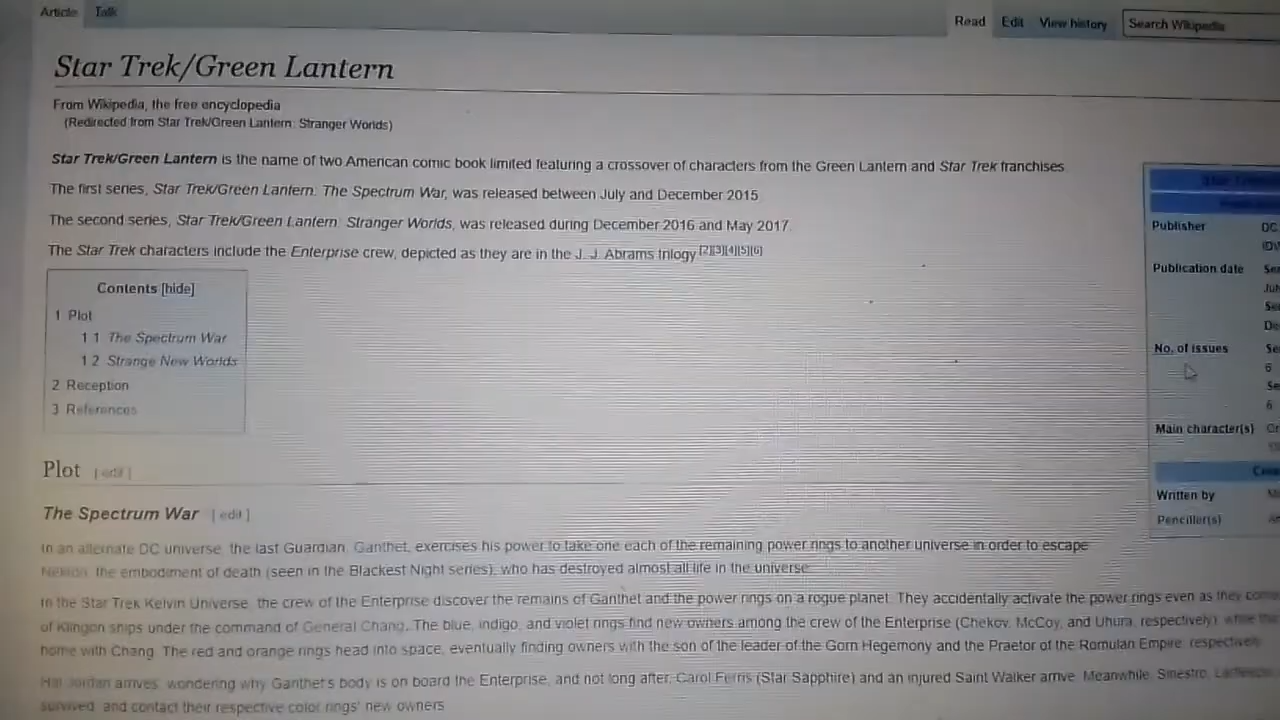 Article Talk
Read Edit View history Search Wikipedia
Star Trek/Green Lantern
From Wikipedia, the free encyclopedia
(Redirected from Star Trek/Green Lantern: Stranger Worlds)
Star Trek/Green Lantern is the name of two American comic book limited featuring a crossover of characters from the Green Lantern and Star Trek franchises.
The first series, Star Trek/Green Lantern: The Spectrum War, was released between July and December 2015
The second series, Star Trek/Green Lantern: Stranger Worlds, was released during December 2016 and May 2017.
The Star Trek characters include the Enterprise crew, depicted as they are in the J. J. Abrams trilogy.[2][3][4][5][6]
Contents [hide]
1 Plot
1.1 The Spectrum War
1.2 Strange New Worlds
2 Reception
3 References
Publisher DC
IDW
Publication date
No. of issues
6
6
Main character(s)
Written by
Penciller(s)
Plot [ edit ]
The Spectrum War [ edit ]
In an alternate DC universe, the last Guardian, Ganthet, exercises his power to take one each of the remaining power rings to another universe in order to escape
Nekron, the embodiment of death (seen in the Blackest Night series), who has destroyed almost all life in the universe.
In the Star Trek Kelvin Universe, the crew of the Enterprise discover the remains of Ganthet and the power rings on a rogue planet. They accidentally activate the power rings even as they come
of Klingon ships under the command of General Chang. The blue, indigo, and violet rings find new owners among the crew of the Enterprise (Chekov, McCoy, and Uhura, respectively), while the
home with Chang. The red and orange rings head into space, eventually finding owners with the son of the leader of the Gorn Hegemony and the Praetor of the Romulan Empire, respectively.
Hal Jordan arrives, wondering why Ganthet's body is on board the Enterprise, and not long after, Carol Ferris (Star Sapphire) and an injured Saint Walker arrive. Meanwhile, Sinestro,
survived, and contact their respective color rings' new owners